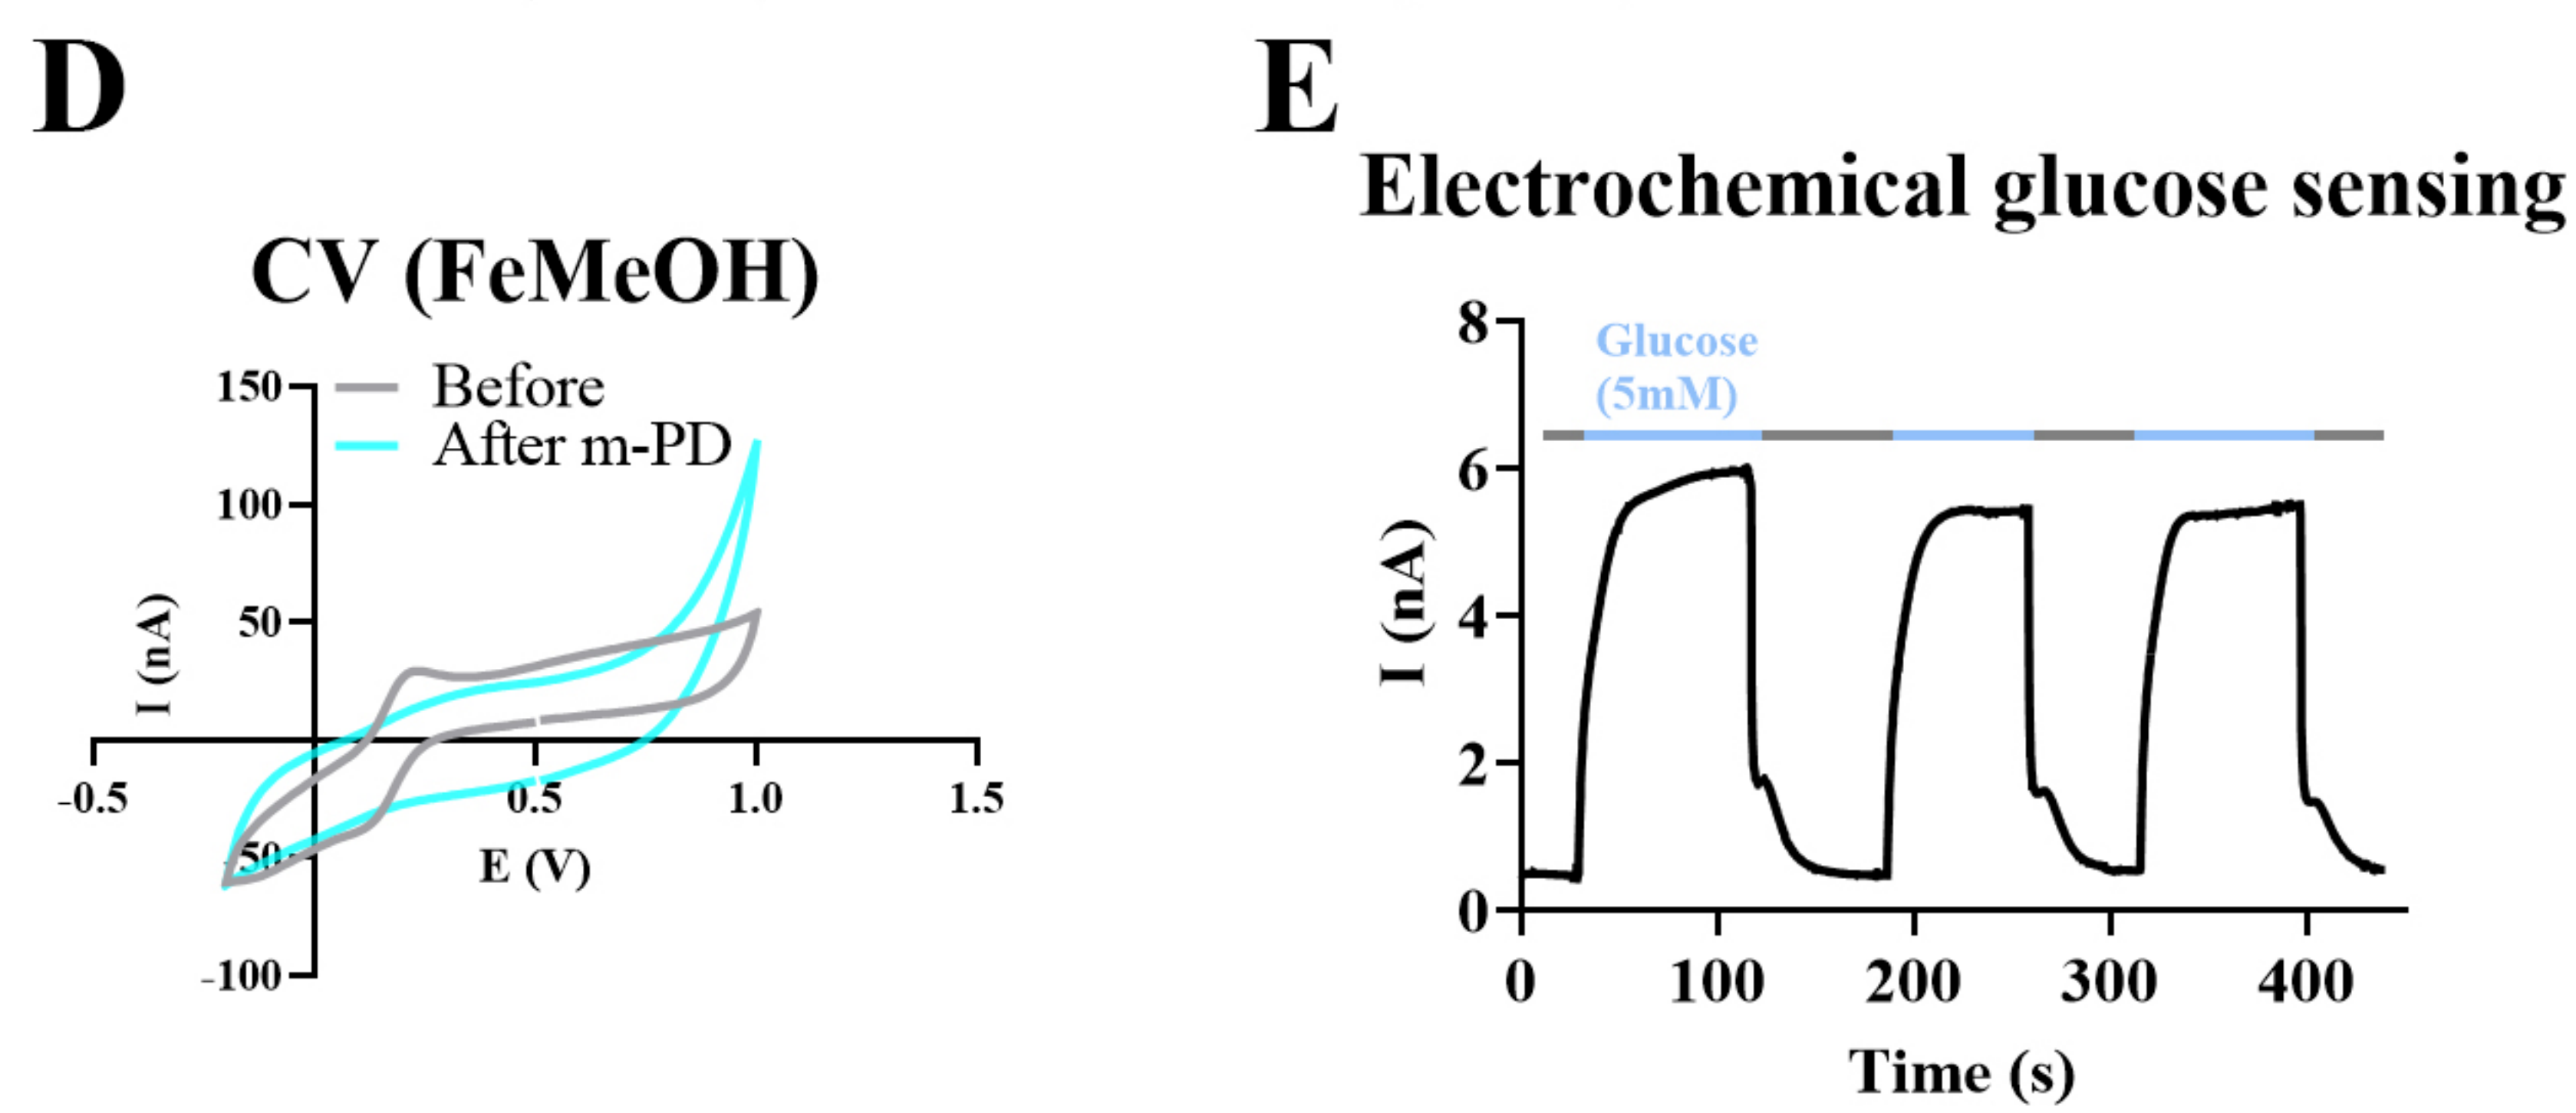 D
CV (FeMeOH)
Before
After m-PD
150
100
50
-50
-100
I (nA)
-0.5
0.5
1.0
1.5
E (V)
E
Electrochemical glucose sensing
Glucose
(5mM)
8
6
4
2
0
I (nA)
0
100
200
300
400
Time (s)